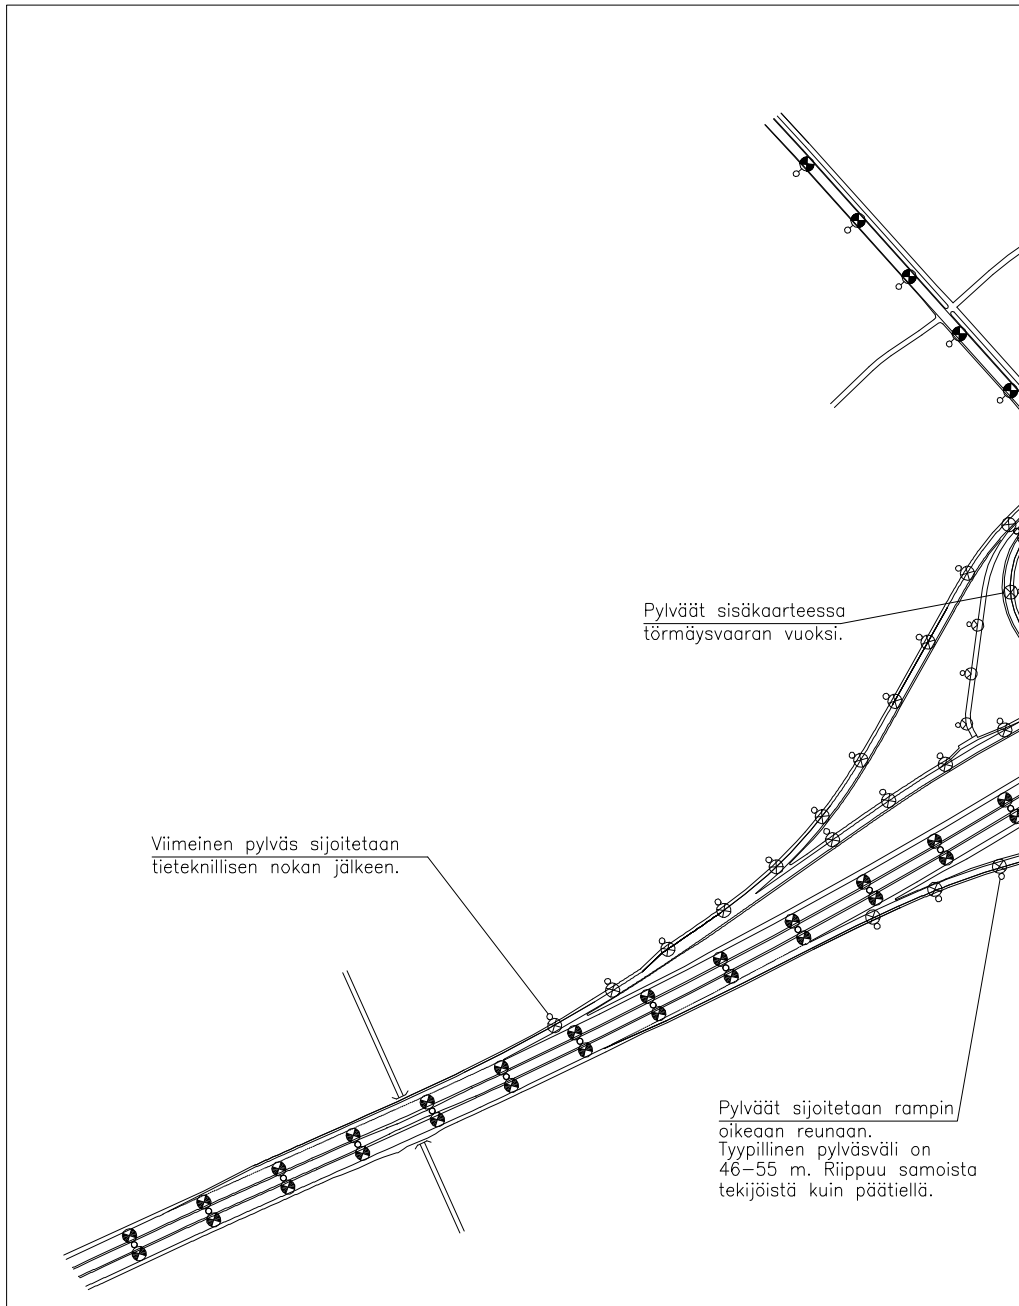 Pylväät sisäkaarteessa
törmäysvaaran vuoksi.
Viimeinen pylväs sijoitetaan
tieteknillisen nokan jälkeen.
Pylväät sijoitetaan rampin
oikeaan reunaan.
Tyypillinen pylväsväli on
46–55 m. Riippuu samoista
tekijöistä kuin päätiellä.